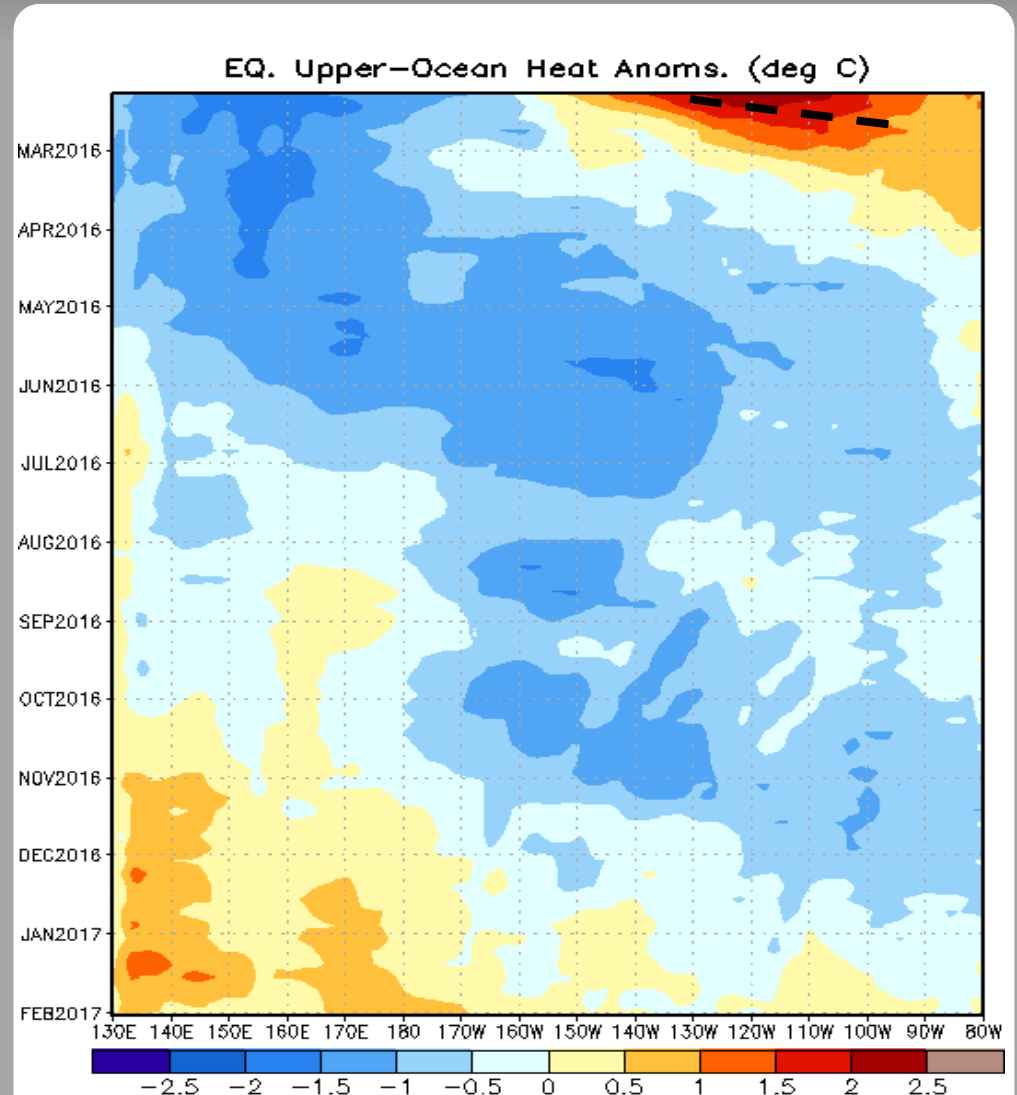 EQ. Upper-Ocean Heat Anoms. (deg C)
MAR2016
APR2016
MAY2016
JUN2016
JUL2016
AUG2016
SEP2016
OCT2016
NOV2016
DEC2016
JAN2017
FEB2017
130E 140E 150E 160E 170E 180 170W 160W 150W 140W 130W 120W 110W 100W 90W 80W
-2.5 -2 -1.5 -1 -0.5 0 0.5 1 1.5 2 2.5